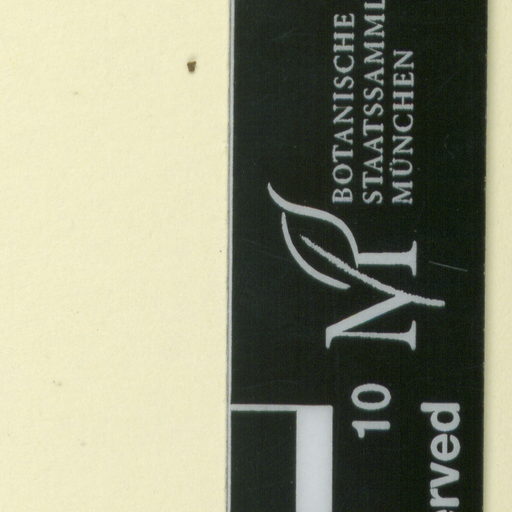 BOTANISCHE
STAATSSAMML
MÜNCHEN
M
10
erved